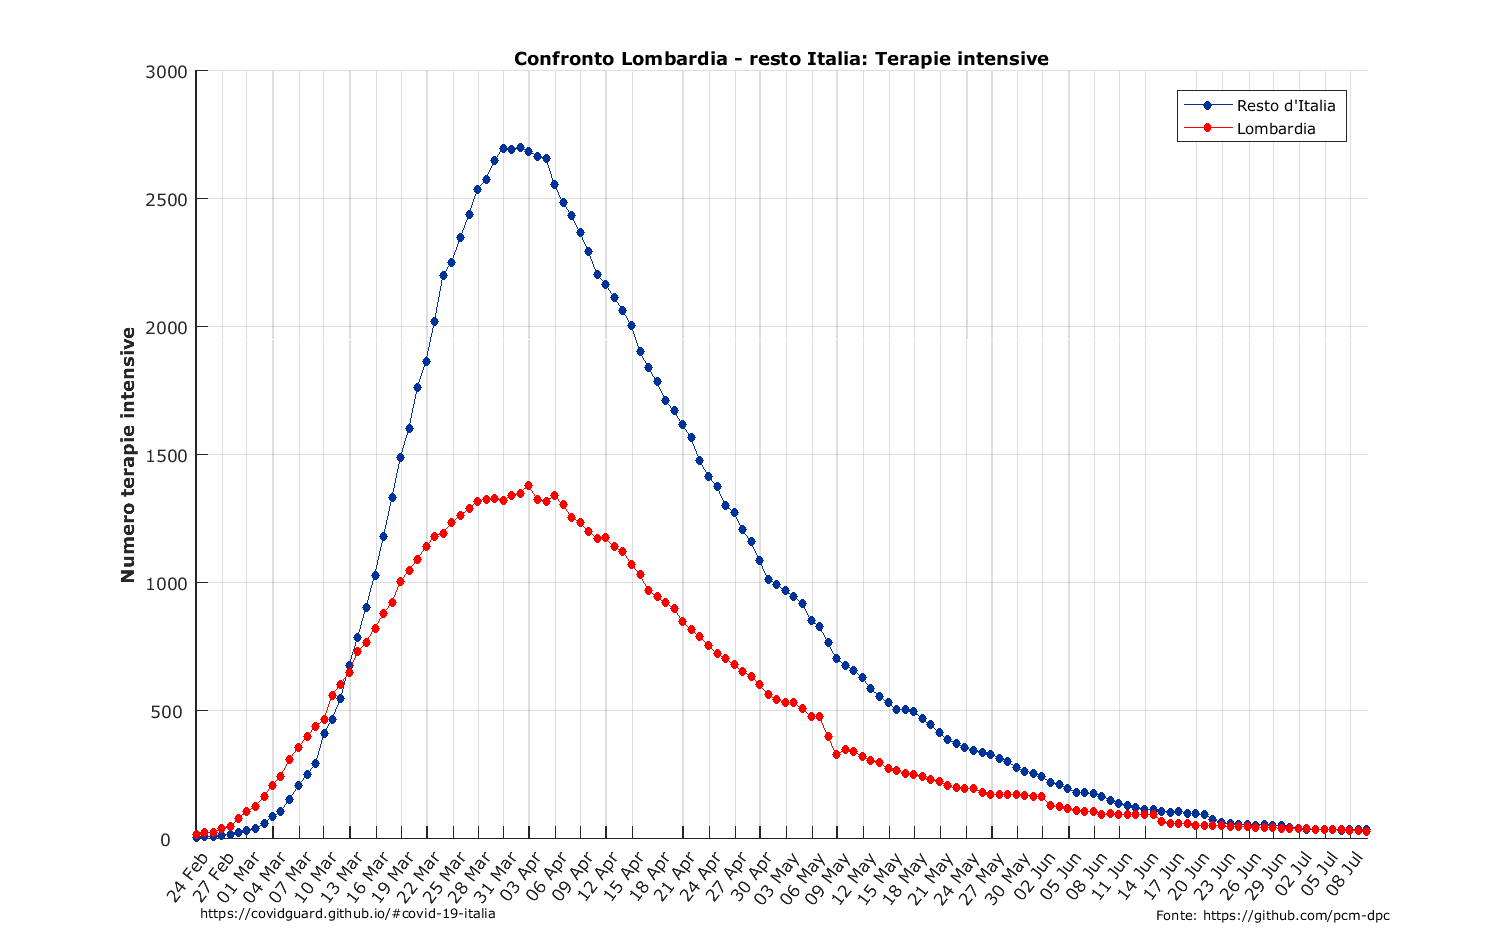 Confronto Lombardia - resto Italia: Terapie intensive
3000
2500
2000
1500
1000
500
0
Numero terapie intensive
Resto d'Italia
Lombardia
24 Feb
27 Feb
01 Mar
04 Mar
07 Mar
10 Mar
13 Mar
16 Mar
19 Mar
22 Mar
25 Mar
28 Mar
31 Mar
03 Apr
06 Apr
09 Apr
12 Apr
15 Apr
18 Apr
21 Apr
24 Apr
27 Apr
30 Apr
03 May
06 May
09 May
12 May
15 May
18 May
21 May
24 May
27 May
30 May
02 Jun
05 Jun
08 Jun
11 Jun
14 Jun
17 Jun
20 Jun
23 Jun
26 Jun
29 Jun
02 Jul
05 Jul
08 Jul
https://covidguard.github.io/#covid-19-italia
Fonte: https://github.com/pcm-dpc